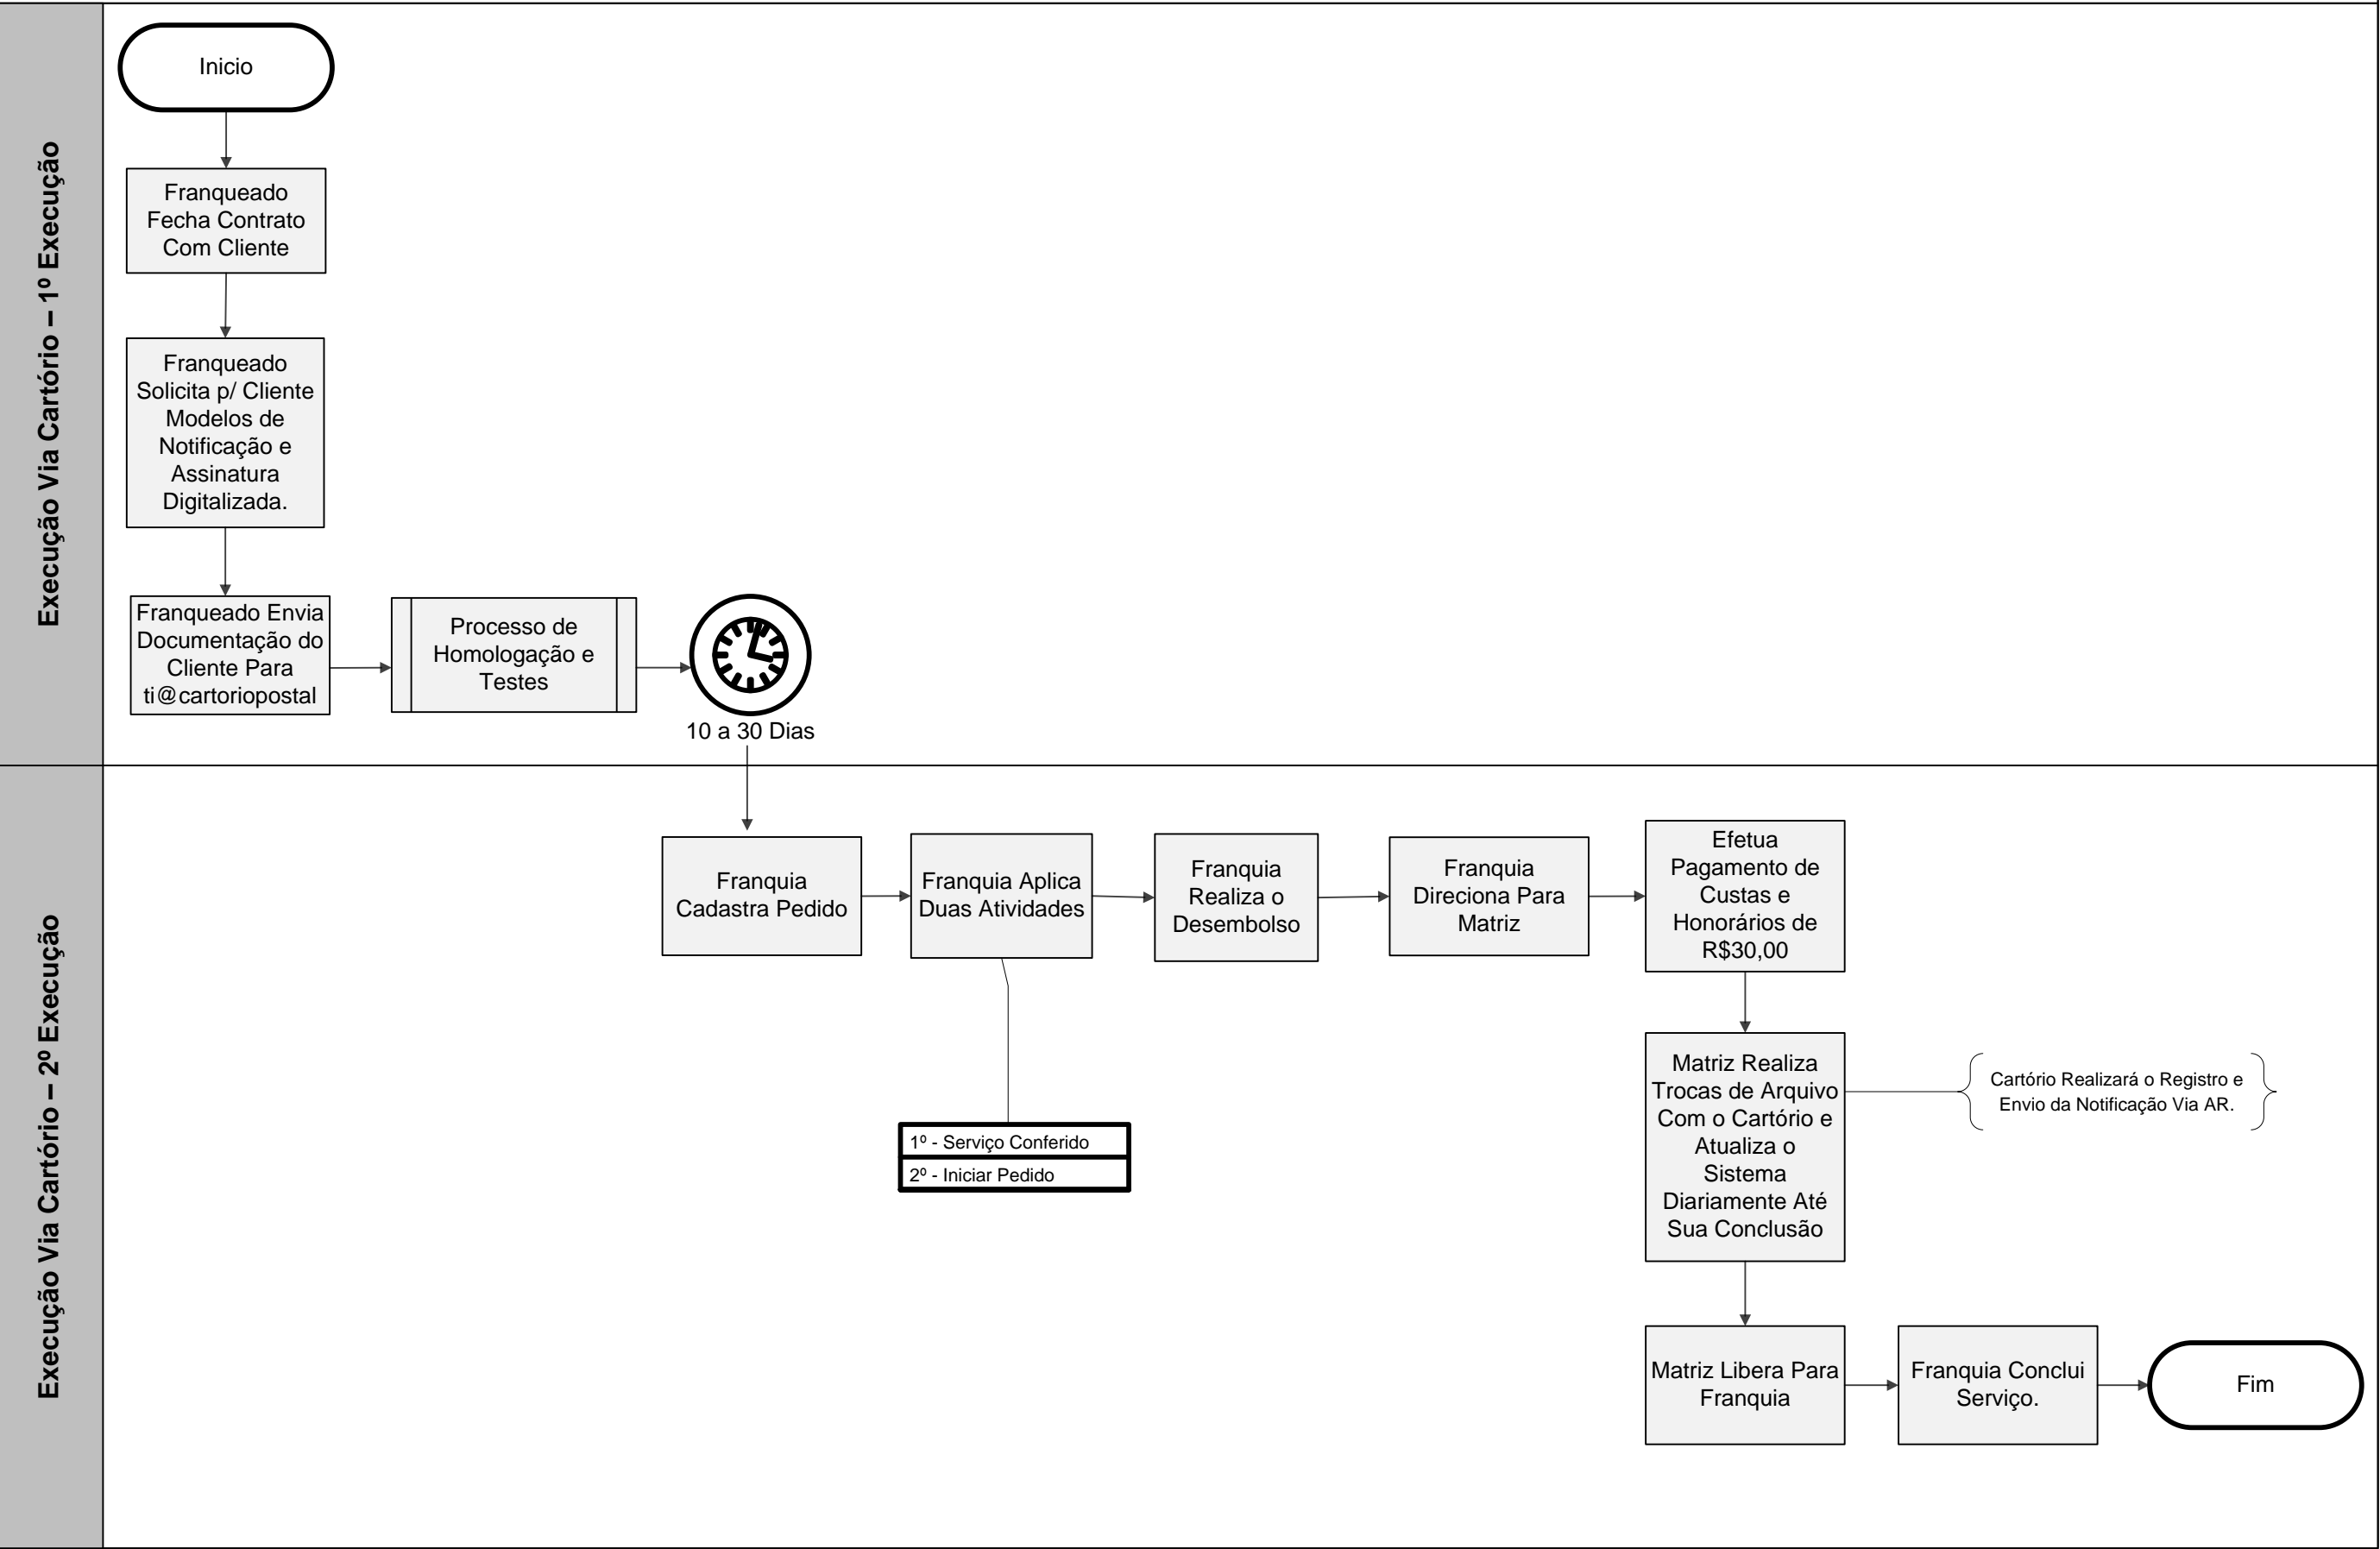 Execução Via Cartório – 1º Execução
Inicio
Franqueado
Fecha Contrato
Com Cliente
Franqueado
Solicita p/ Cliente
Modelos de
Notificação e
Assinatura
Digitalizada.
Franqueado Envia
Documentação do
Cliente Para
ti@cartoriopostal
Processo de
Homologação e
Testes
10 a 30 Dias
Execução Via Cartório – 2º Execução
Franquia
Cadastra Pedido
Franquia Aplica
Duas Atividades
1º - Serviço Conferido
2º - Iniciar Pedido
Franquia
Realiza o
Desembolso
Franquia
Direciona Para
Matriz
Efetua
Pagamento de
Custas e
Honorários de
R$30,00
Matriz Realiza
Trocas de Arquivo
Com o Cartório e
Atualiza o
Sistema
Diariamente Até
Sua Conclusão
Cartório Realizará o Registro e
Envio da Notificação Via AR.
Matriz Libera Para
Franquia
Franquia Conclui
Serviço.
Fim